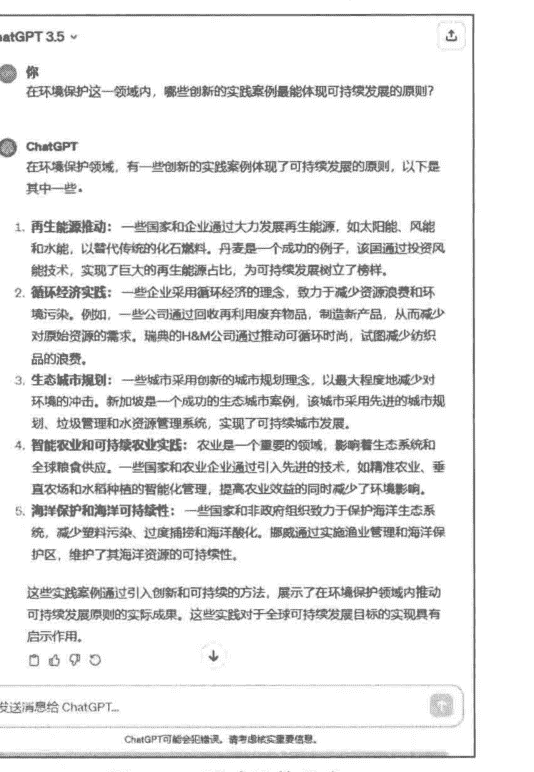 atGPT 3.5
你
在环境保护这一领域内，哪些创新的实践案例最能体现可持续发展的原则？
ChatGPT
在环境保护领域，有一些创新的实践案例体现了可持续发展的原则，以下是
其中一些。
1. 再生能源推动：一些国家和企业通过大力发展再生能源，如太阳能、风能
和水能，以替代传统的化石燃料。丹麦是一个成功的例子，该国通过投资风
能技术，实现了巨大的再生能源占比，为可持续发展树立了榜样。
2. 循环经济实践：一些企业采用循环经济的理念，致力于减少资源浪费和环
境污染。例如，一些公司通过回收再利用废弃物品，制造新产品，从而减少
对原始资源的需求。瑞典的H&M公司通过推动可循环时尚，试图减少纺织
品的浪费。
3. 生态城市规划：一些城市采用创新的城市规划理念，以最大程度地减少对
环境的冲击。新加坡是一个成功的生态城市案例，该城市采用先进的城市规
划、垃圾管理和水资源管理系统，实现了可持续城市发展。
4. 智能农业和可持续农业实践：农业是一个重要的领域，影响着生态系统和
全球粮食供应。一些国家和农业企业通过引入先进的技术，如精准农业、垂
直农场和水稻种植的智能化管理，提高农业效益的同时减少了环境影响。
5. 海洋保护和海洋可持续性：一些国家和非政府组织致力于保护海洋生态系
统，减少塑料污染、过度捕捞和海洋酸化。挪威通过实施渔业管理和海洋保
护区，维护了其海洋资源的可持续性。
这些实践案例通过引入创新和可持续的方法，展示了在环境保护领域内推动
可持续发展原则的实际成果。这些实践对于全球可持续发展目标的实现具有
启示作用。
发送消息给 ChatGPT...
ChatGPT可能会犯错误。请考虑核实重要信息。